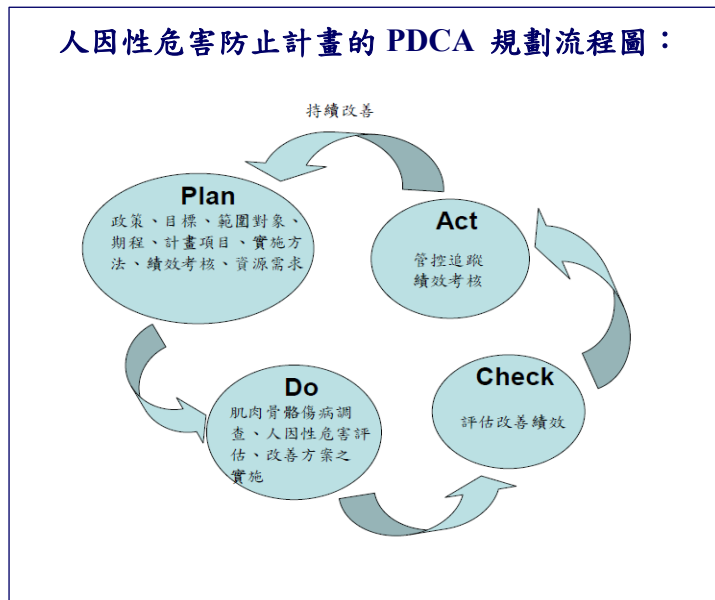 人因性危害防止計畫的 PDCA 規劃流程圖：
持續改善
Plan
政策、目標、範圍對象、
期程、計畫項目、實施方
法、績效考核、資源需求
Act
管控追蹤
績效考核
Do
肌肉骨骼傷病調
查、人因性危害評
估、改善方案之
實施
Check
評估改善績效